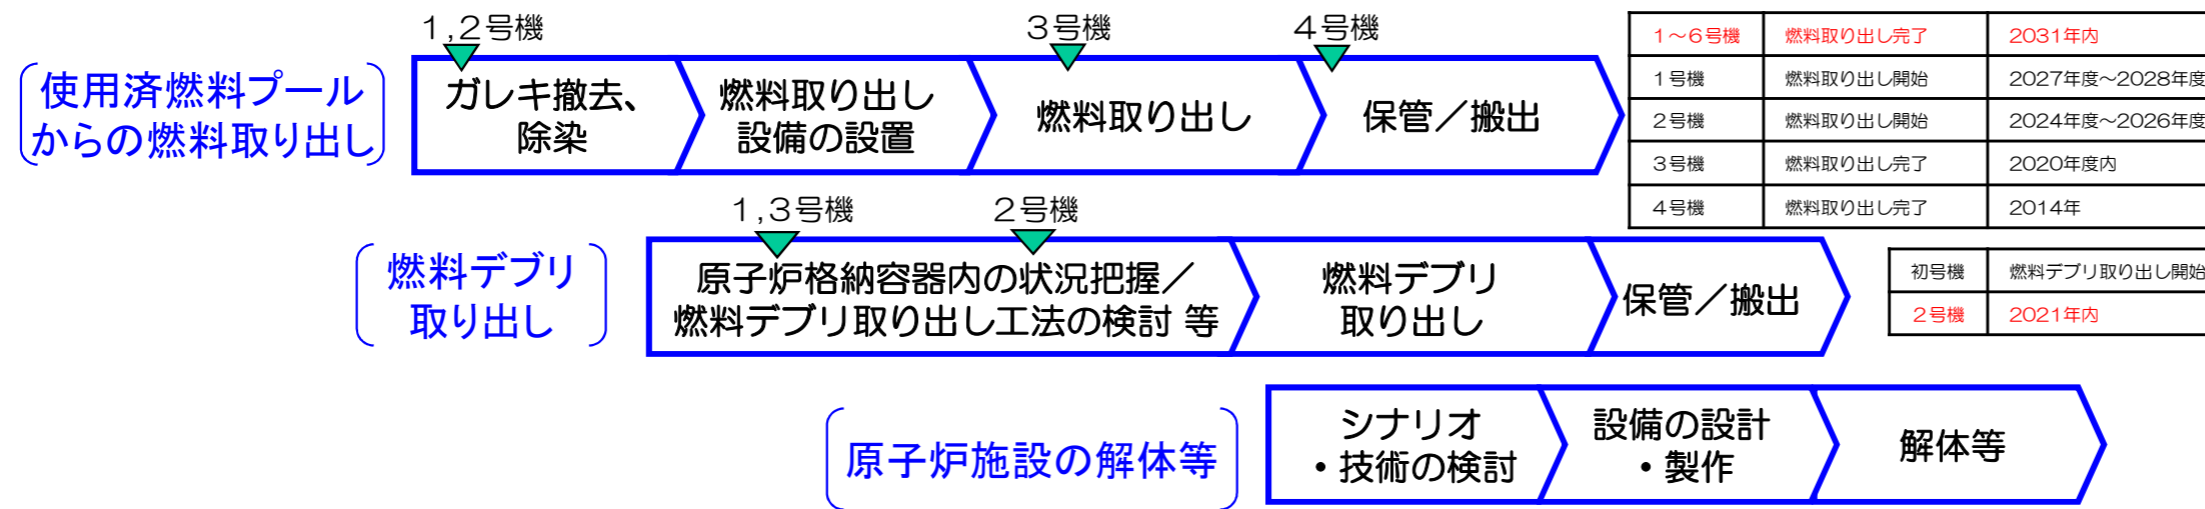 1,2号機
3号機
4号機
使用済燃料プール
からの燃料取り出し
ガレキ撤去、
除染
燃料取り出し
設備の設置
燃料取り出し
保管／搬出
1～6号機 燃料取り出し完了 2031年内
1号機 燃料取り出し開始 2027年度～2028年度
2号機 燃料取り出し開始 2024年度～2026年度
3号機 燃料取り出し完了 2020年度内
4号機 燃料取り出し完了 2014年
1,3号機
2号機
燃料デブリ
取り出し
原子炉格納容器内の状況把握／
燃料デブリ取り出し工法の検討 等
燃料デブリ
取り出し
保管／搬出
初号機 燃料デブリ取り出し開始
2号機 2021年内
原子炉施設の解体等
シナリオ
・技術の検討
設備の設計
・製作
解体等